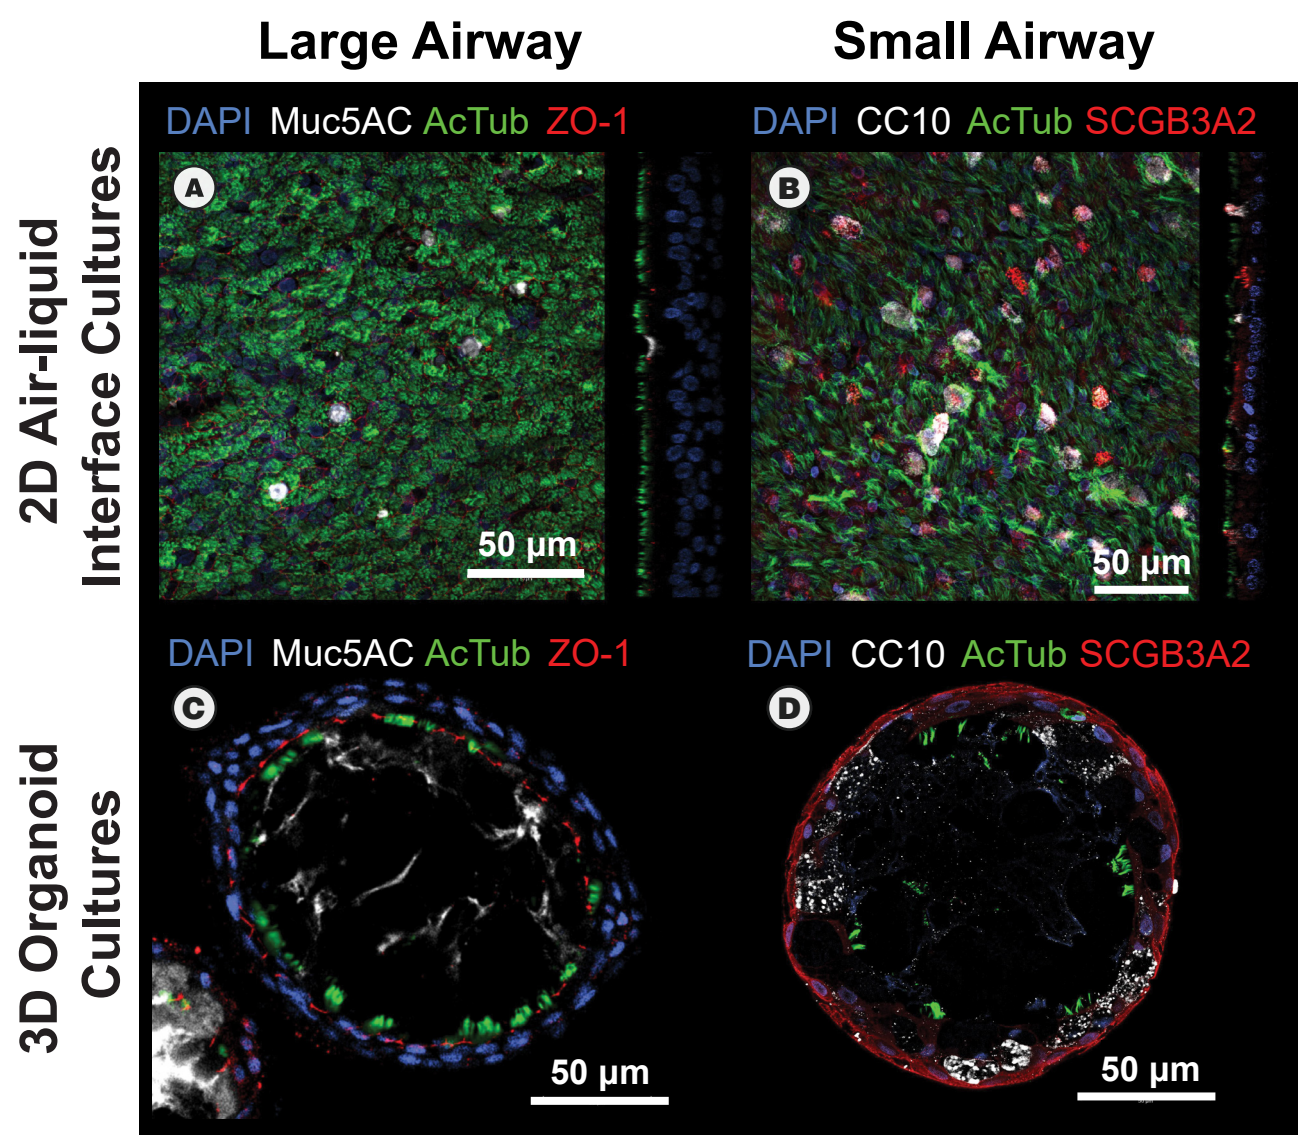 Large Airway
Small Airway
2D Air-liquid
Interface Cultures
DAPI Muc5AC AcTub ZO-1
DAPI CC10 AcTub SCGB3A2
A
B
50 µm
50 µm
3D Organoid
Cultures
DAPI Muc5AC AcTub ZO-1
DAPI CC10 AcTub SCGB3A2
C
D
50 µm
50 µm